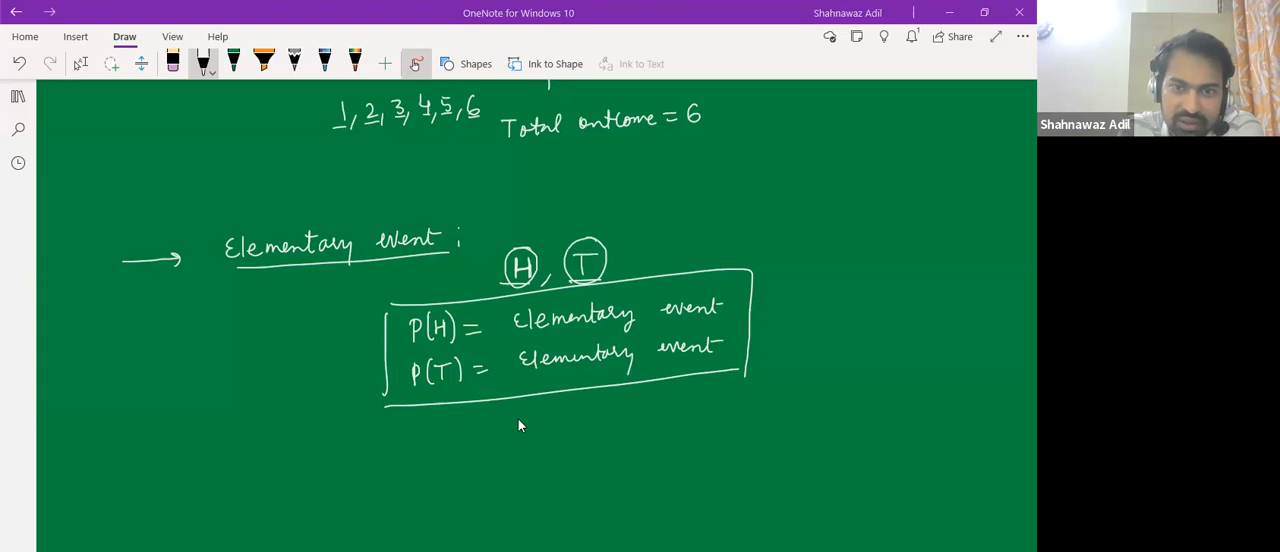 OneNote for Windows 10
Shahnawaz Adil
Home Insert Draw View Help
Share
Shapes
Ink to Shape
Ink to Text
1, 2, 3, 4, 5, 6
Total outcome = 6
Shahnawaz Adil
Elementary event :
H, T
P(H) = Elementary event
P(T) = Elementary event